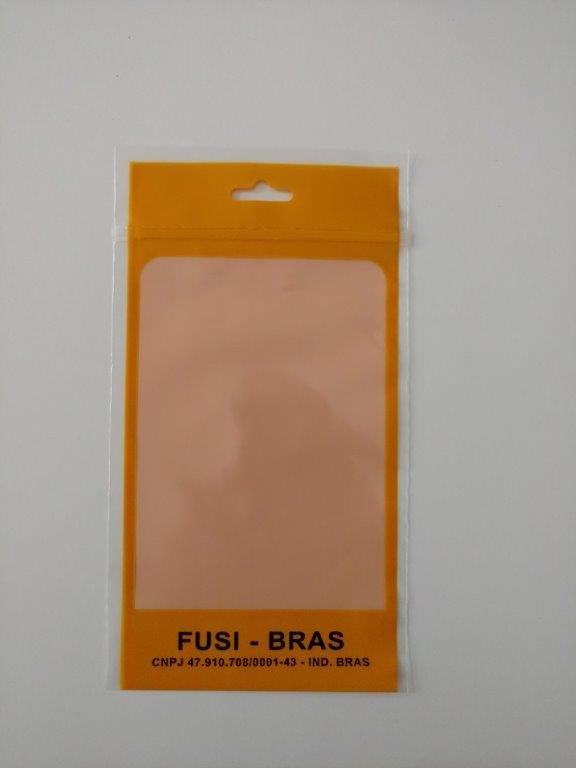 FUSI - BRAS
CNPJ 47.910.708/0001-43 - IND. BRAS